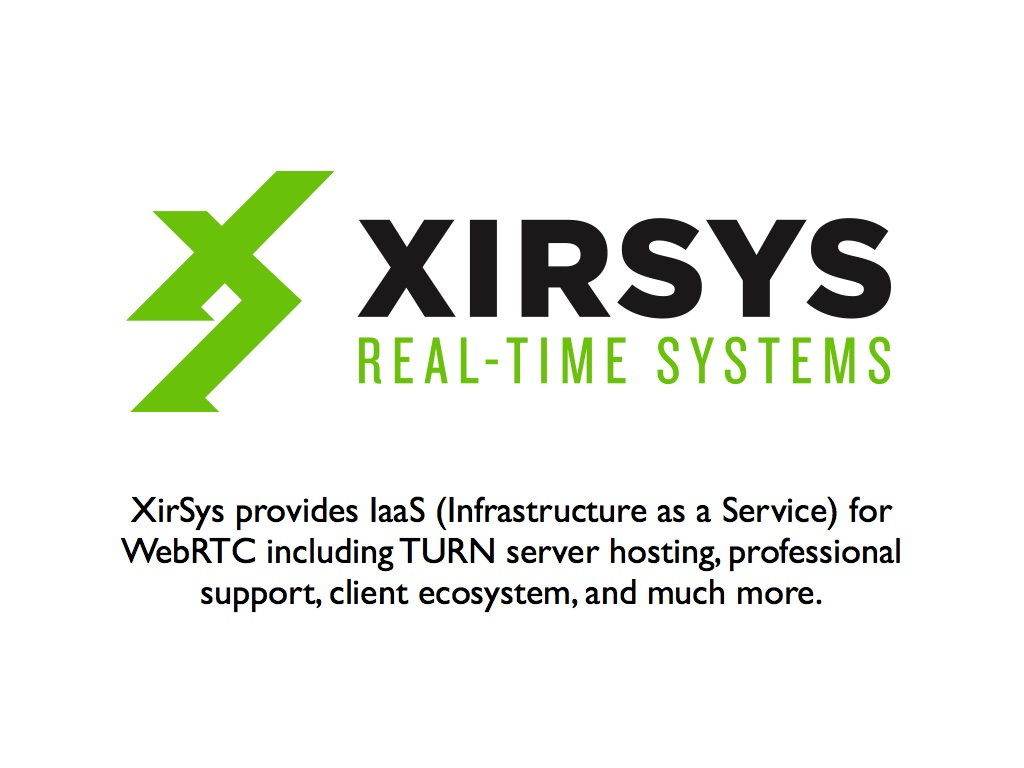 XIRSYS
REAL-TIME SYSTEMS
XirSys provides IaaS (Infrastructure as a Service) for
WebRTC including TURN server hosting, professional
support, client ecosystem, and much more.